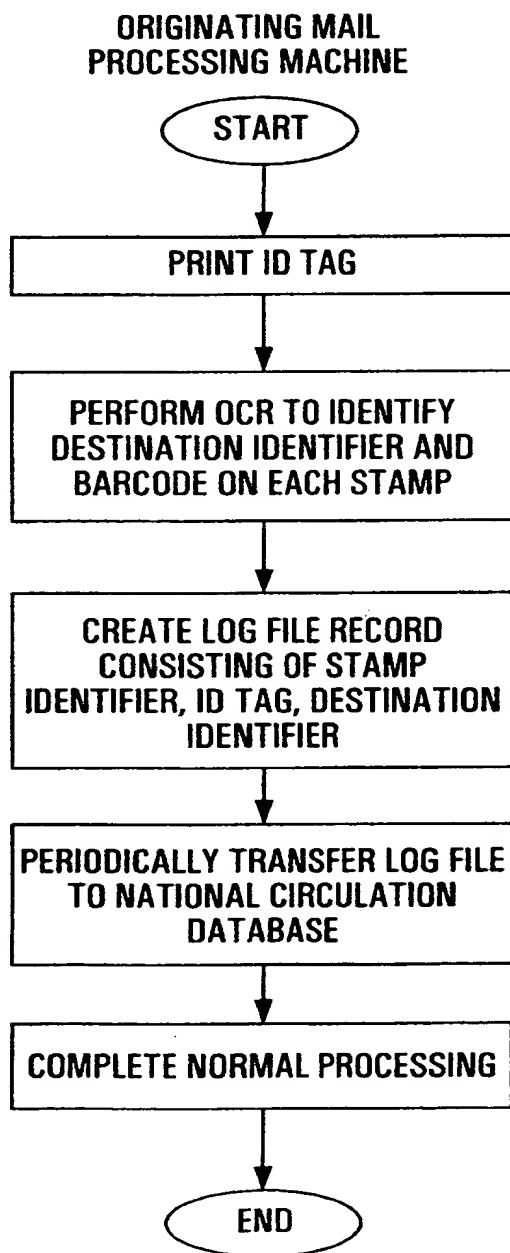 ORIGINATING MAIL
PROCESSING MACHINE
START
PRINT ID TAG
PERFORM OCR TO IDENTIFY
DESTINATION IDENTIFIER AND
BARCODE ON EACH STAMP
CREATE LOG FILE RECORD
CONSISTING OF STAMP
IDENTIFIER, ID TAG, DESTINATION
IDENTIFIER
PERIODICALLY TRANSFER LOG FILE
TO NATIONAL CIRCULATION
DATABASE
COMPLETE NORMAL PROCESSING
END